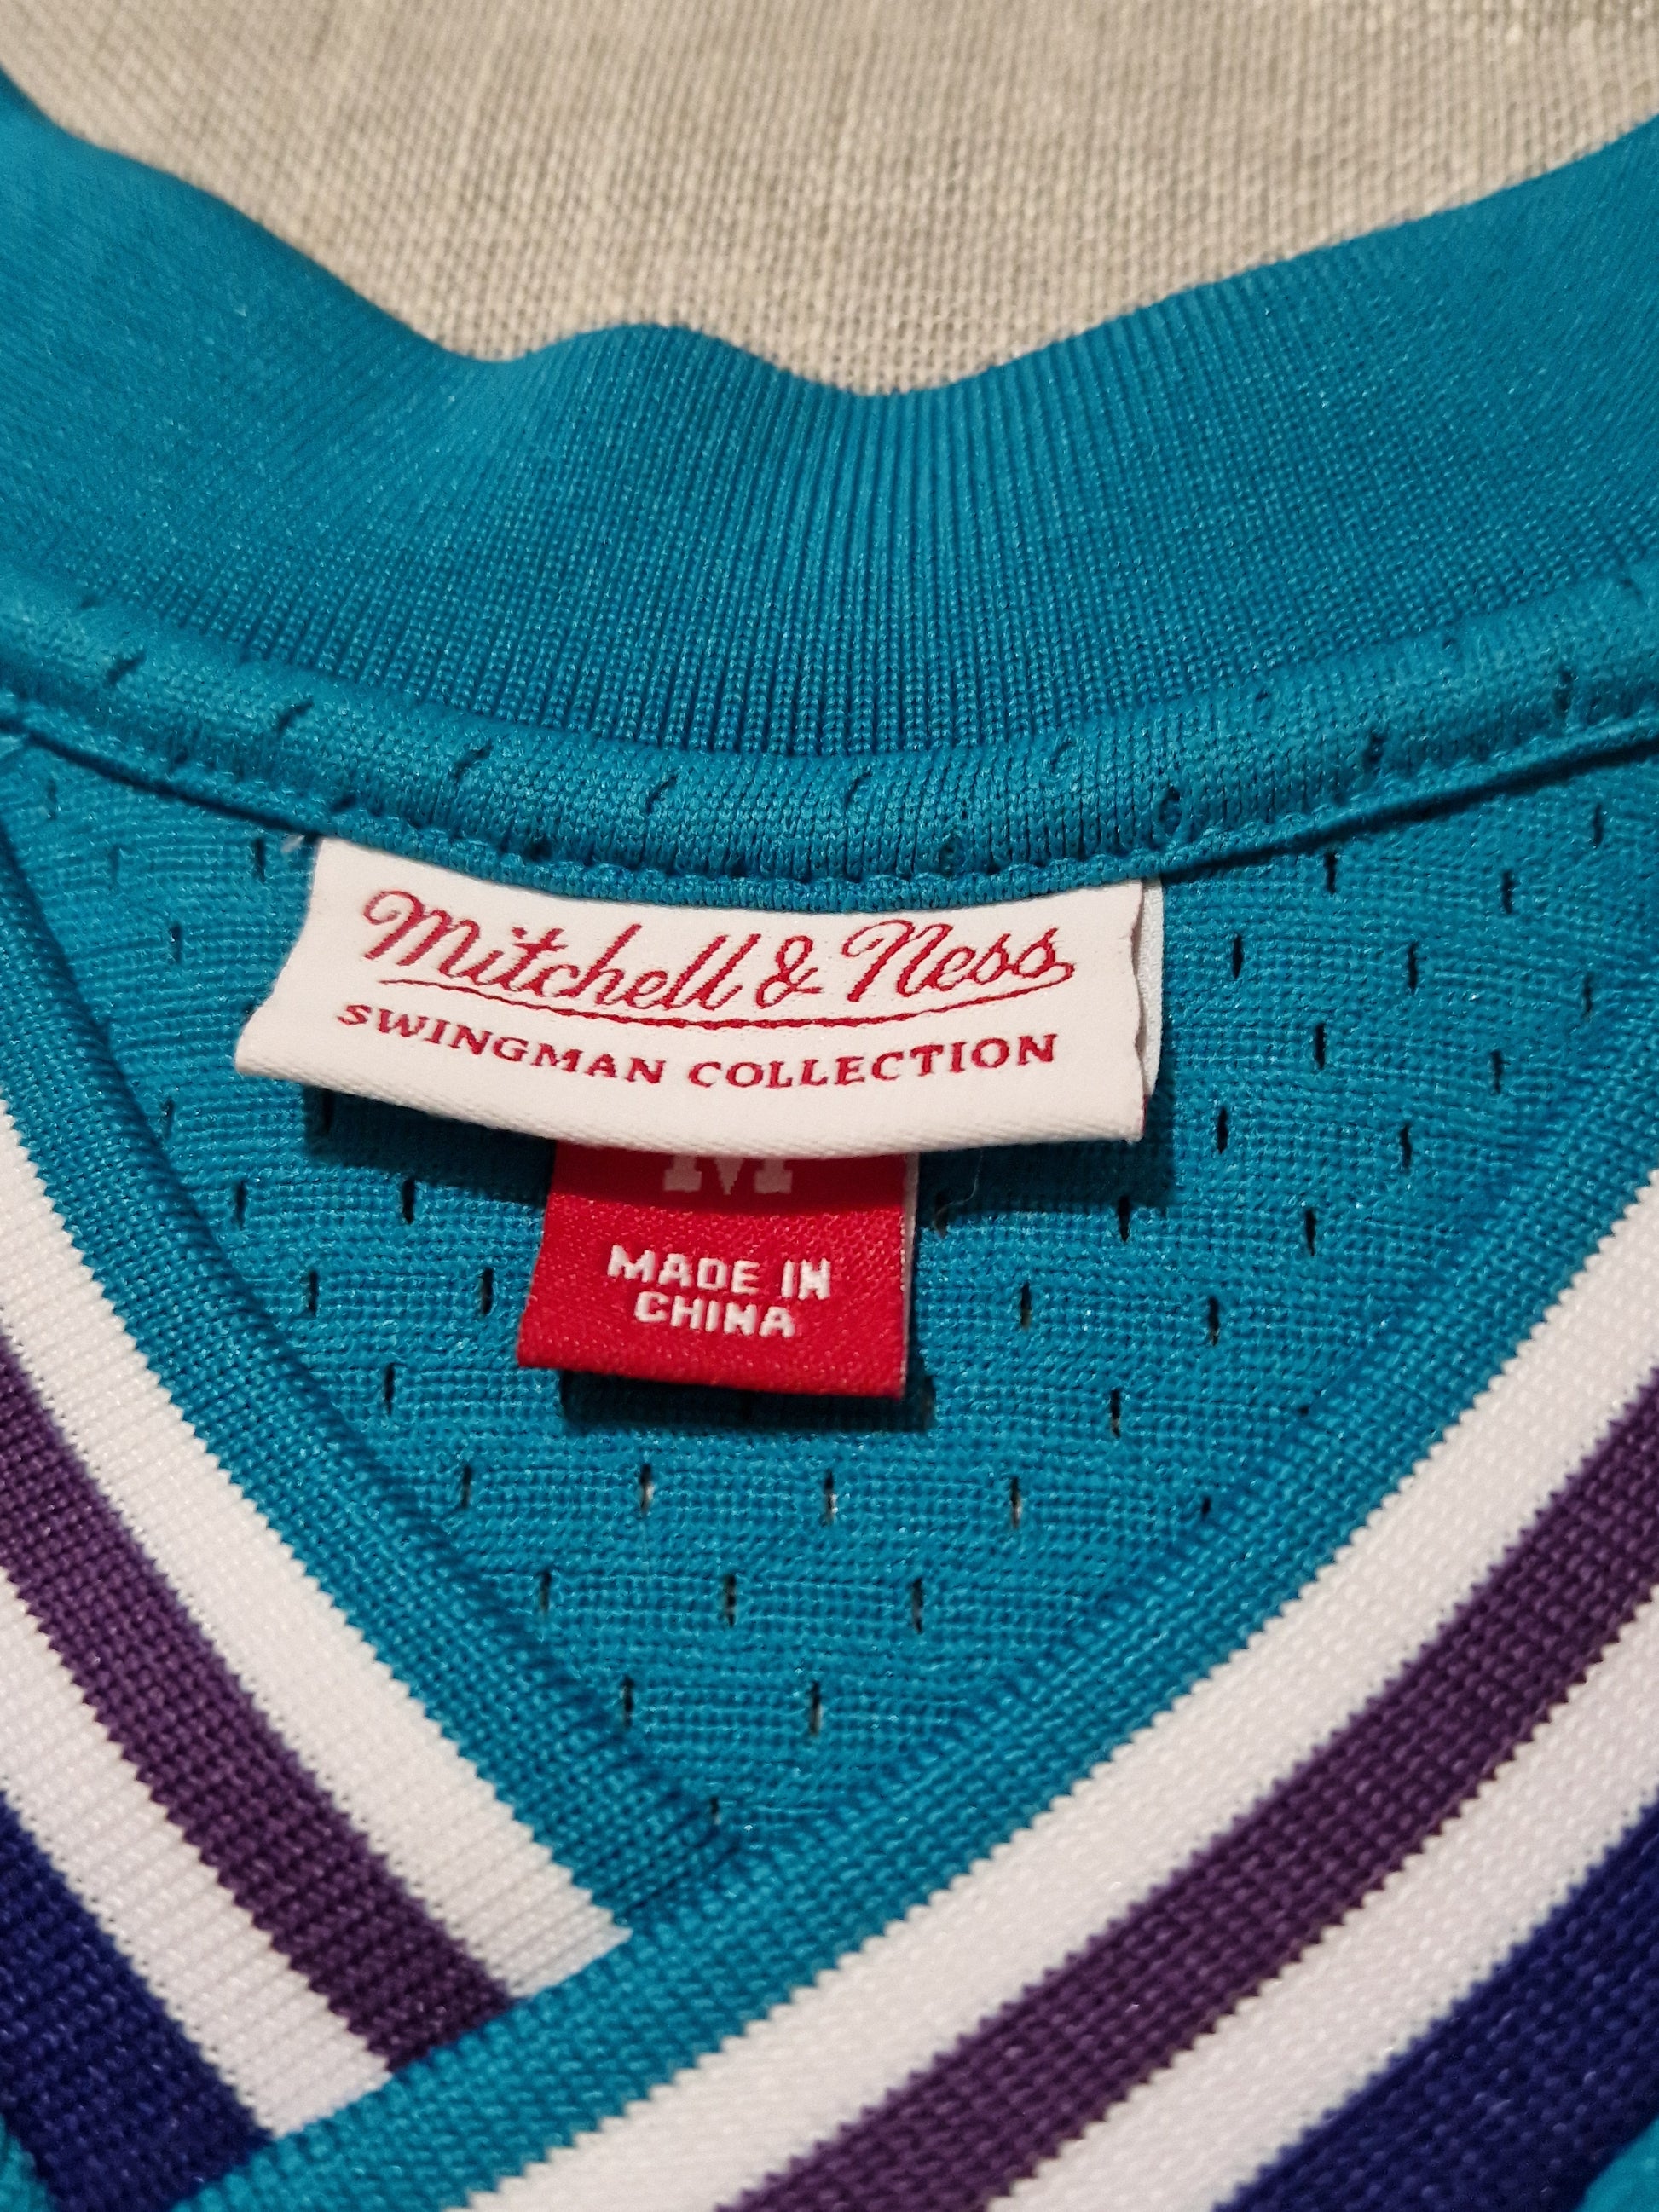 Mitchell & Ness
SWINGMAN COLLECTION
M
MADE IN
CHINA